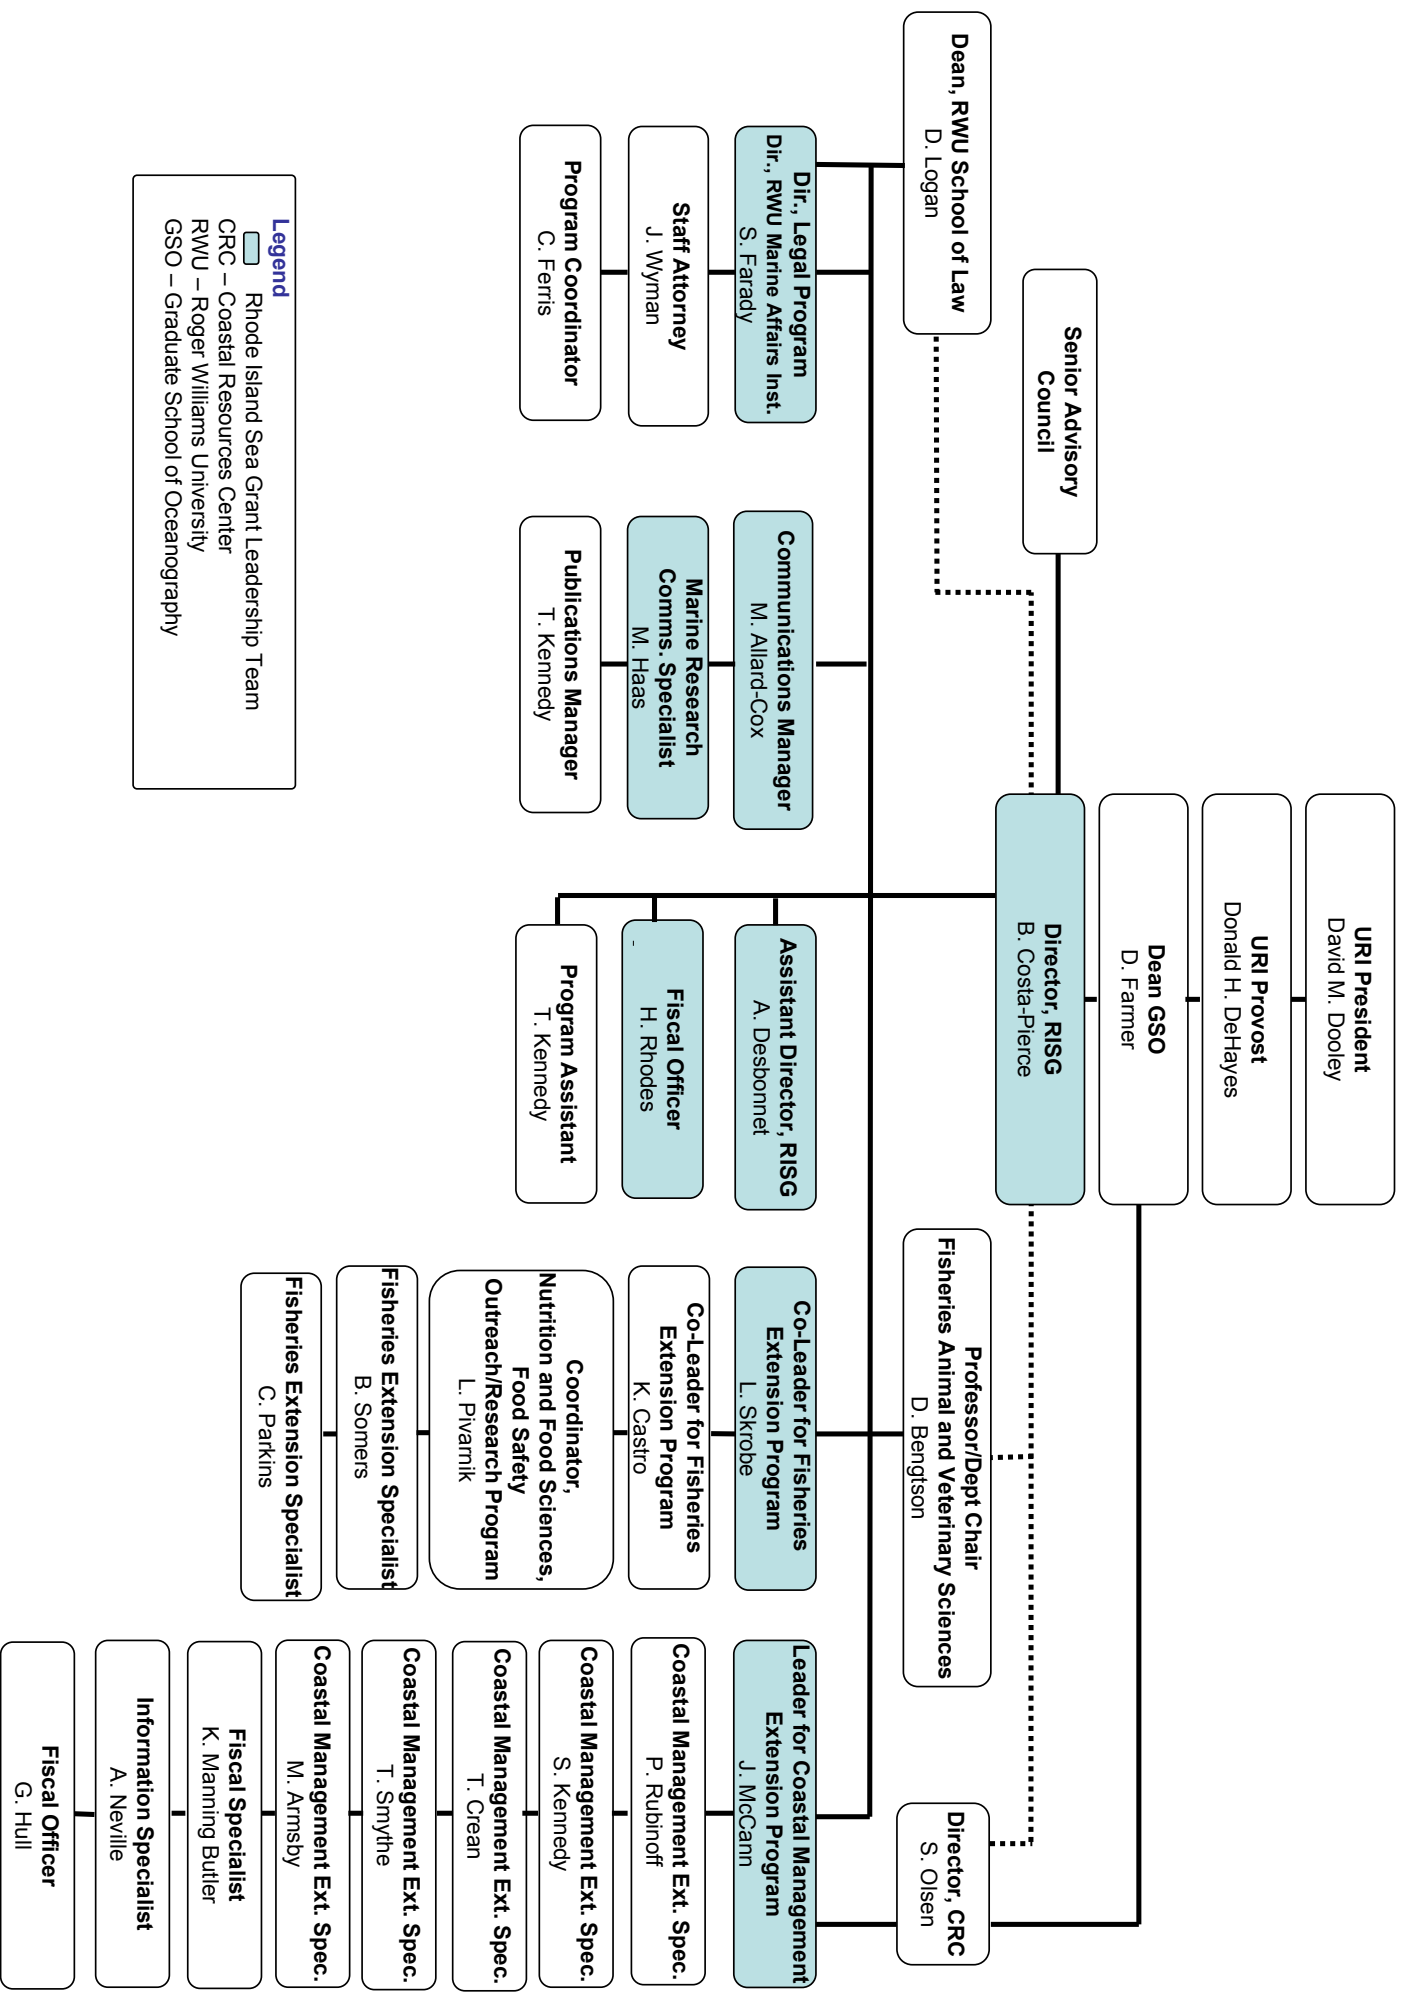 URI President
David M. Dooley
URI Provost
Donald H. DeHayes
Dean GSO
D. Farmer
Senior Advisory
Council
Director, RISG
B. Costa-Pierce
Dean, RWU School of Law
D. Logan
Professor/Dept Chair
Fisheries Animal and Veterinary Sciences
D. Bengtson
Director, CRC
S. Olsen
Dir., Legal Program
Dir., RWU Marine Affairs Inst.
S. Farady
Staff Attorney
J. Wyman
Program Coordinator
C. Ferris
Communications Manager
M. Allard-Cox
Marine Research
Comms. Specialist
M. Haas
Publications Manager
T. Kennedy
Assistant Director, RISG
A. Desbonnet
Fiscal Officer
H. Rhodes
-
Program Assistant
T. Kennedy
Co-Leader for Fisheries
Extension Program
L. Skrobe
Co-Leader for Fisheries
Extension Program
K. Castro
Coordinator,
Nutrition and Food Sciences,
Food Safety
Outreach/Research Program
L. Pivarnik
Fisheries Extension Specialist
B. Somers
Fisheries Extension Specialist
C. Parkins
Leader for Coastal Management
Extension Program
J. McCann
Coastal Management Ext. Spec.
P. Rubinoff
Coastal Management Ext. Spec.
S. Kennedy
Coastal Management Ext. Spec.
T. Crean
Coastal Management Ext. Spec.
T. Smythe
Coastal Management Ext. Spec.
M. Armsby
Fiscal Specialist
K. Manning Butler
Information Specialist
A. Neville
Fiscal Officer
G. Hull
Legend
Rhode Island Sea Grant Leadership Team
CRC – Coastal Resources Center
RWU – Roger Williams University
GSO – Graduate School of Oceanography